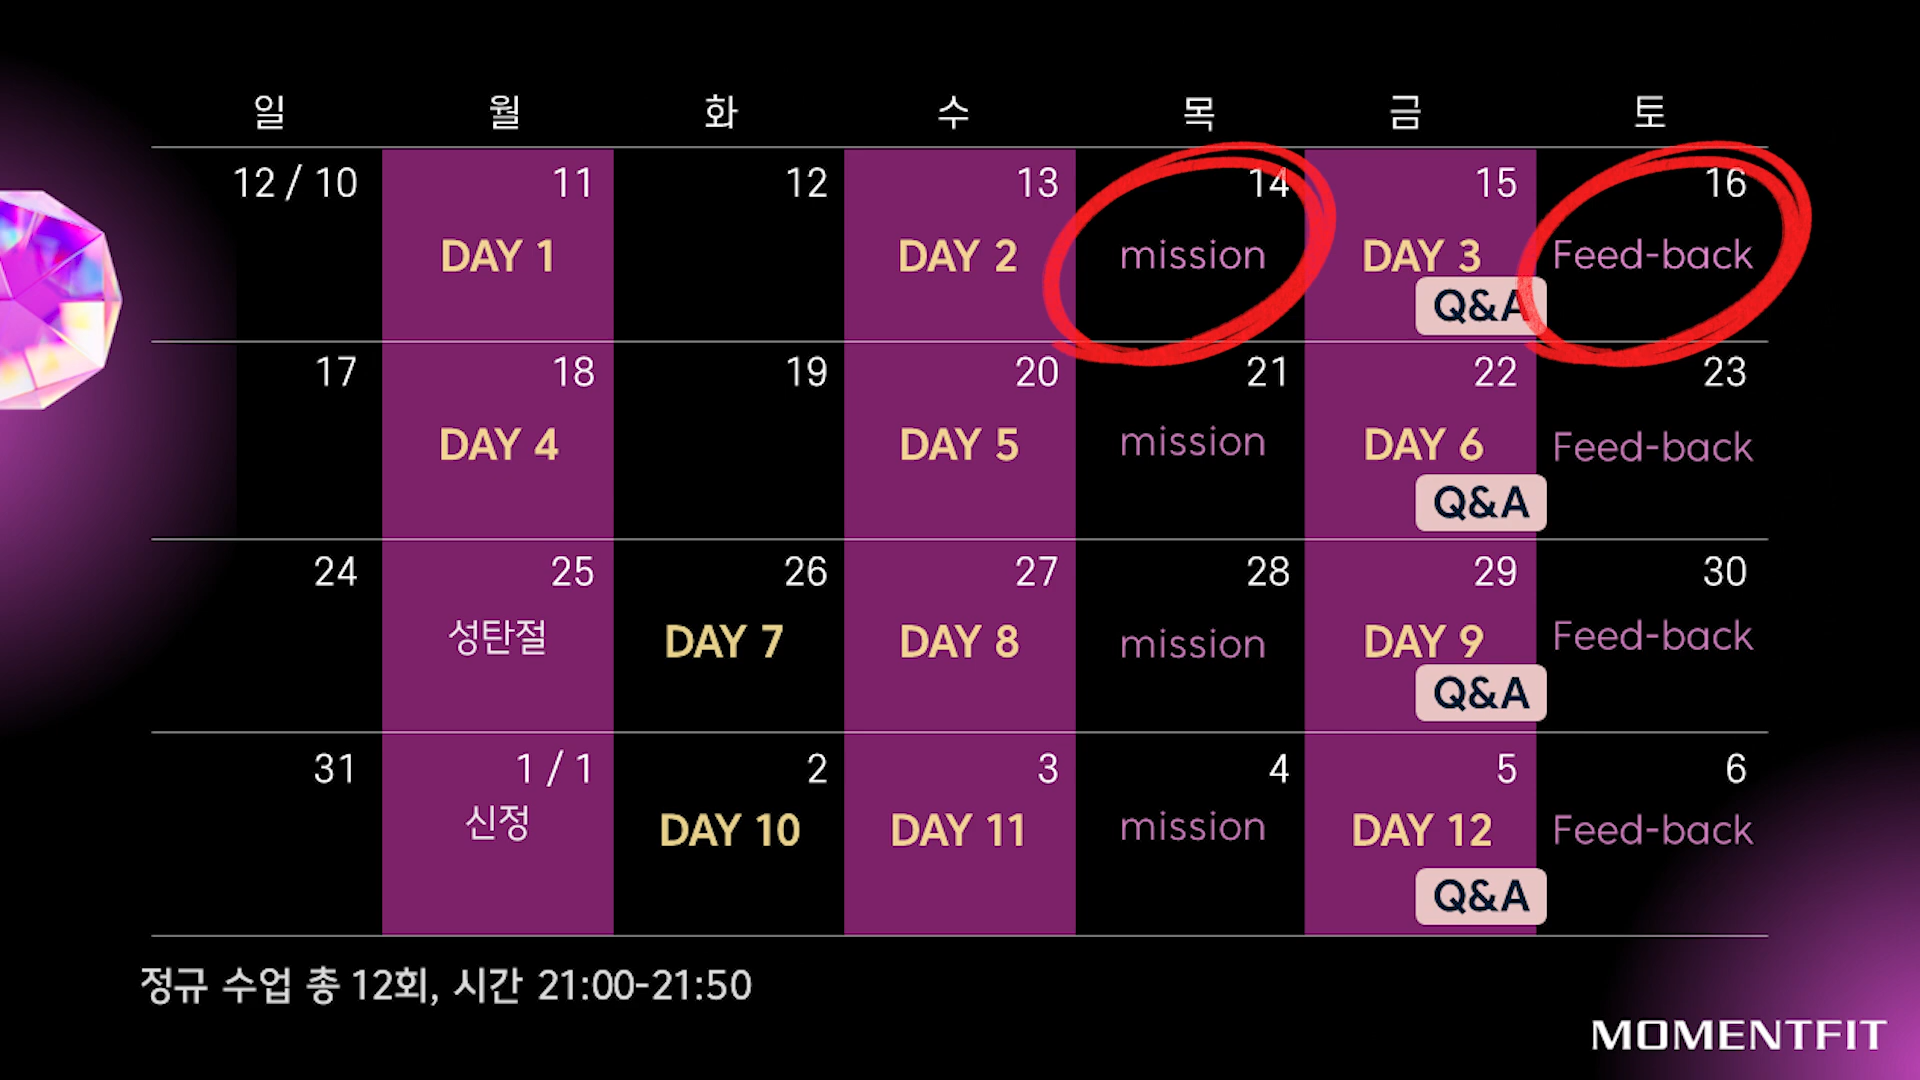 일 월 화 수 목 금 토
12 / 10 11 12 13 14 15 16
DAY 1 DAY 2 mission DAY 3 Feed-back
Q&A
17 18 19 20 21 22 23
DAY 4 DAY 5 mission DAY 6 Feed-back
Q&A
24 25 26 27 28 29 30
성탄절 DAY 7 DAY 8 mission DAY 9 Feed-back
Q&A
31 1 / 1 2 3 4 5 6
신정 DAY 10 DAY 11 mission DAY 12 Feed-back
Q&A
정규 수업 총 12회, 시간 21:00-21:50
MOMENTFIT